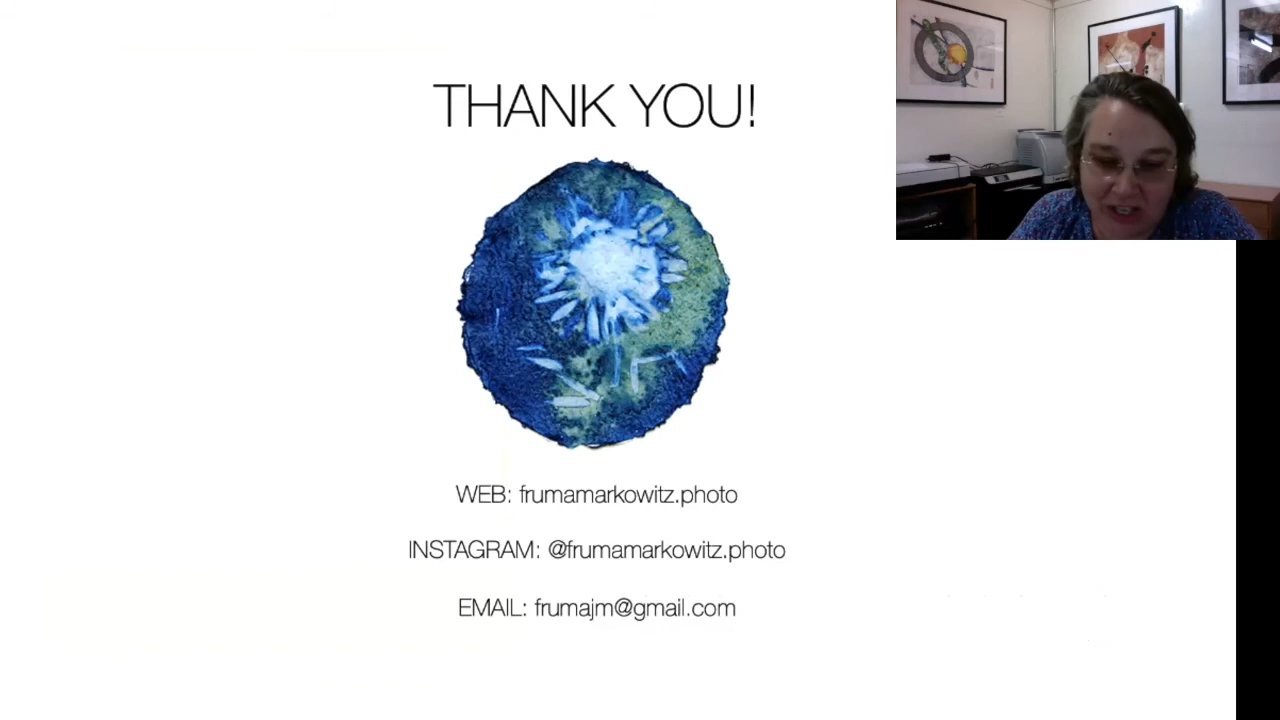 THANK YOU!
WEB: frumamarkowitz.photo
INSTAGRAM: @frumamarkowitz.photo
EMAIL: frumajm@gmail.com